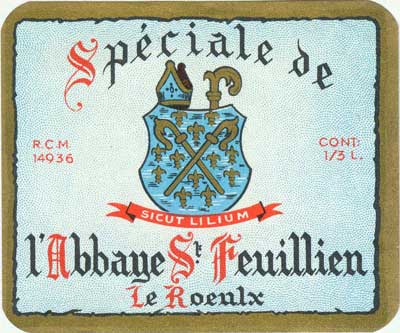 Spéciale de
R.C.M.
14936
CONT:
1/3 L.
SICUT LILIUM
l'Abbaye St Feuillien
Le Roeulx